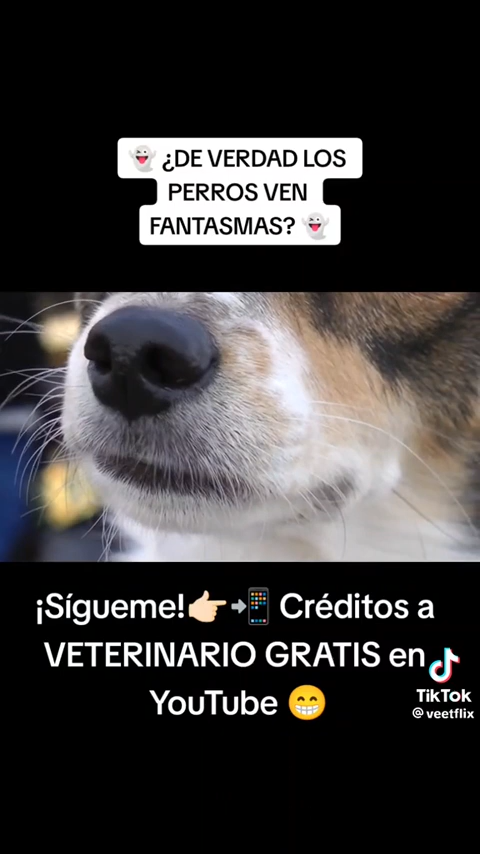 👻 ¿DE VERDAD LOS
PERROS VEN
FANTASMAS? 👻
¡Sígueme!👉🏻📲 Créditos a
VETERINARIO GRATIS en
YouTube 😁
TikTok
@veetflix